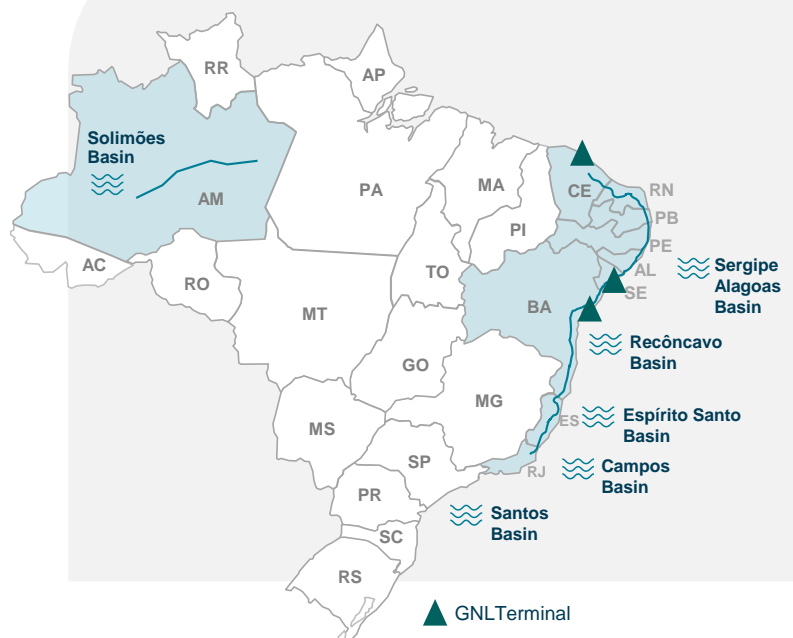 RR
AP
Solimões
Basin
AM
PA
MA
CE
RN
PB
PI
PE
AC
RO
TO
AL
SE
Sergipe
Alagoas
Basin
MT
BA
Recôncavo
Basin
GO
MG
ES
Espírito Santo
Basin
MS
SP
RJ
Campos
Basin
PR
Santos
Basin
SC
RS
GNLTerminal